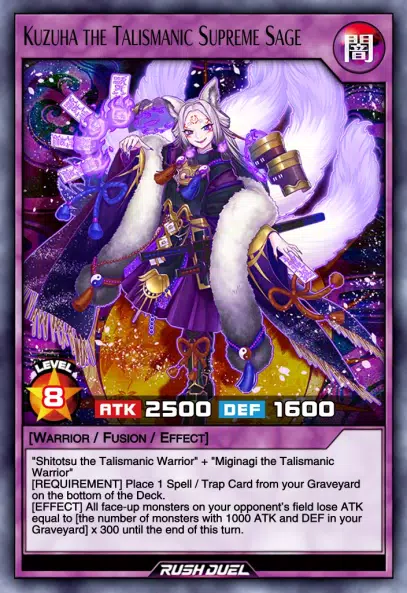 Kuzuha the Talismanic Supreme Sage
闇
LEVEL
8
ATK 2500 DEF 1600
[Warrior / Fusion / Effect]
"Shitotsu the Talismanic Warrior" + "Miginagi the Talismanic
Warrior"
[REQUIREMENT] Place 1 Spell / Trap Card from your Graveyard
on the bottom of the Deck.
[EFFECT] All face-up monsters on your opponent's field lose ATK
equal to [the number of monsters with 1000 ATK and DEF in your
Graveyard] x 300 until the end of this turn.
RUSH DUEL